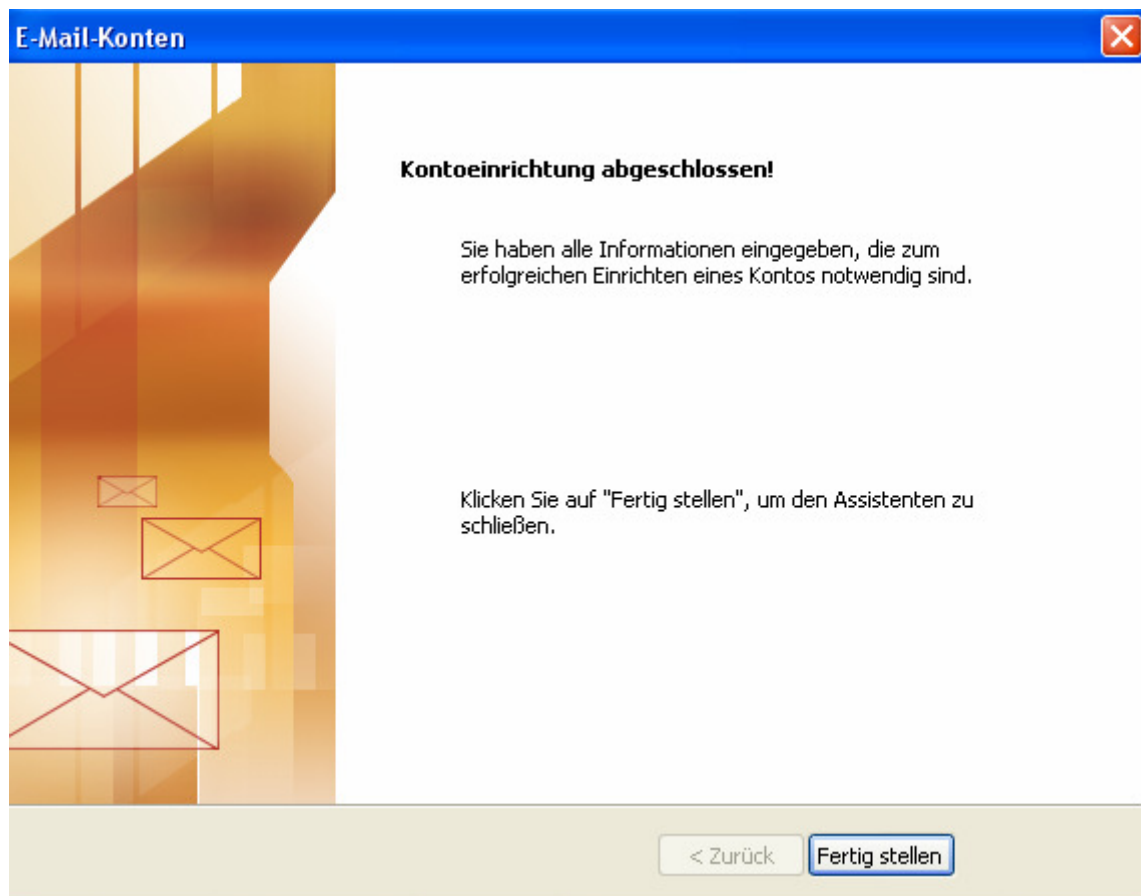 E-Mail-Konten
Kontoeinrichtung abgeschlossen!
Sie haben alle Informationen eingegeben, die zum
erfolgreichen Einrichten eines Kontos notwendig sind.
Klicken Sie auf "Fertig stellen", um den Assistenten zu
schließen.
< Zurück
Fertig stellen